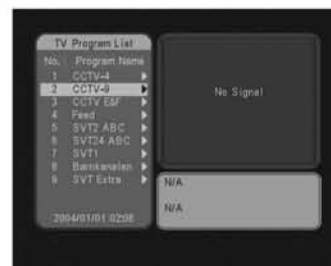 TV Program List
No. Program Name
1 CCTV-4
2 CCTV-9
3 CCTV E&F
4 Feed
5 SVT2 ABC
6 SVT24 ABC
7 SVT1
8 Barnkanalen
9 SVT Extra
2004/01/01 02:08
No Signal
N/A
N/A